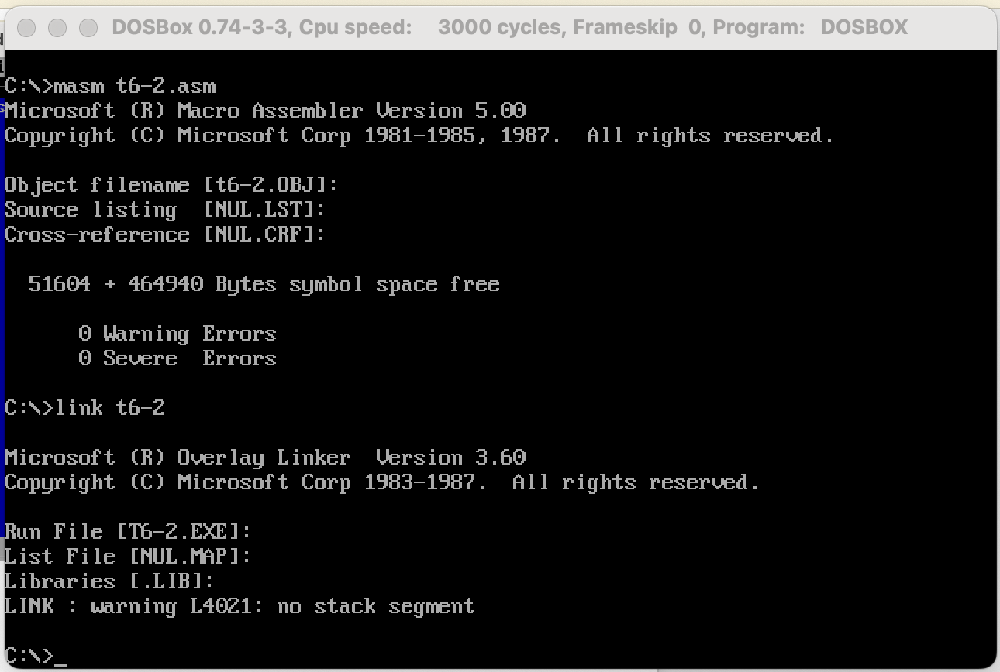 DOSBox 0.74-3-3, Cpu speed: 3000 cycles, Frameskip 0, Program: DOSBOX
C:\>masm t6-2.asm
Microsoft (R) Macro Assembler Version 5.00
Copyright (C) Microsoft Corp 1981-1985, 1987.  All rights reserved.
Object filename [t6-2.OBJ]:
Source listing  [NUL.LST]:
Cross-reference [NUL.CRF]:
51604 + 464940 Bytes symbol space free
0 Warning Errors
0 Severe  Errors
C:\>link t6-2
Microsoft (R) Overlay Linker  Version 3.60
Copyright (C) Microsoft Corp 1983-1987.  All rights reserved.
Run File [T6-2.EXE]:
List File [NUL.MAP]:
Libraries [.LIB]:
LINK : warning L4021: no stack segment
C:\>_